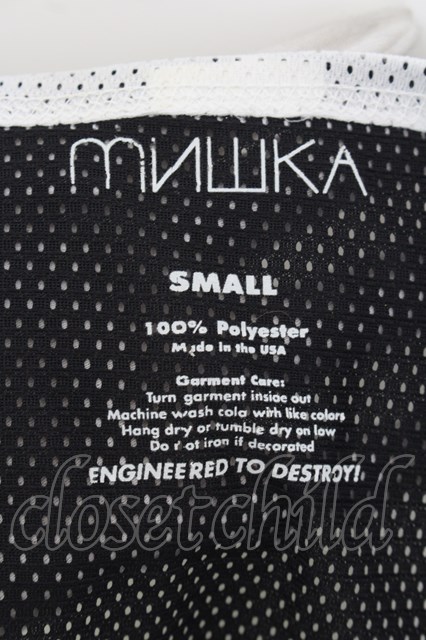 мишка
SMALL
100% Polyester
Made in the USA
Garment Care:
Turn garment inside out
Machine wash cold with like colors
Hang dry or tumble dry on low
Do not iron if decorated
ENGINEERED TO DESTROY!
closetchild